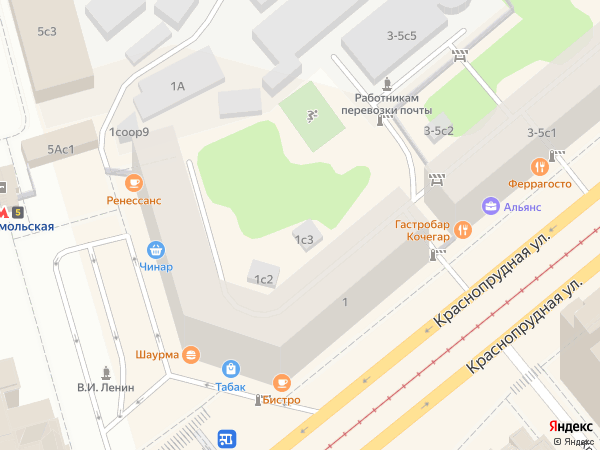 5с3
3-5с5
1А
Работникам
перевозки почты
1соор9
3-5с2
3-5с1
5Ас1
Феррагосто
Ренессанс
Альянс
5
мольская
Гастробар
Кочегар
1с3
Чинар
1с2
1
Краснопрудная ул.
Краснопрудная ул.
Шаурма
В.И. Ленин
Табак
Бистро
Яндекс
© Яндекс